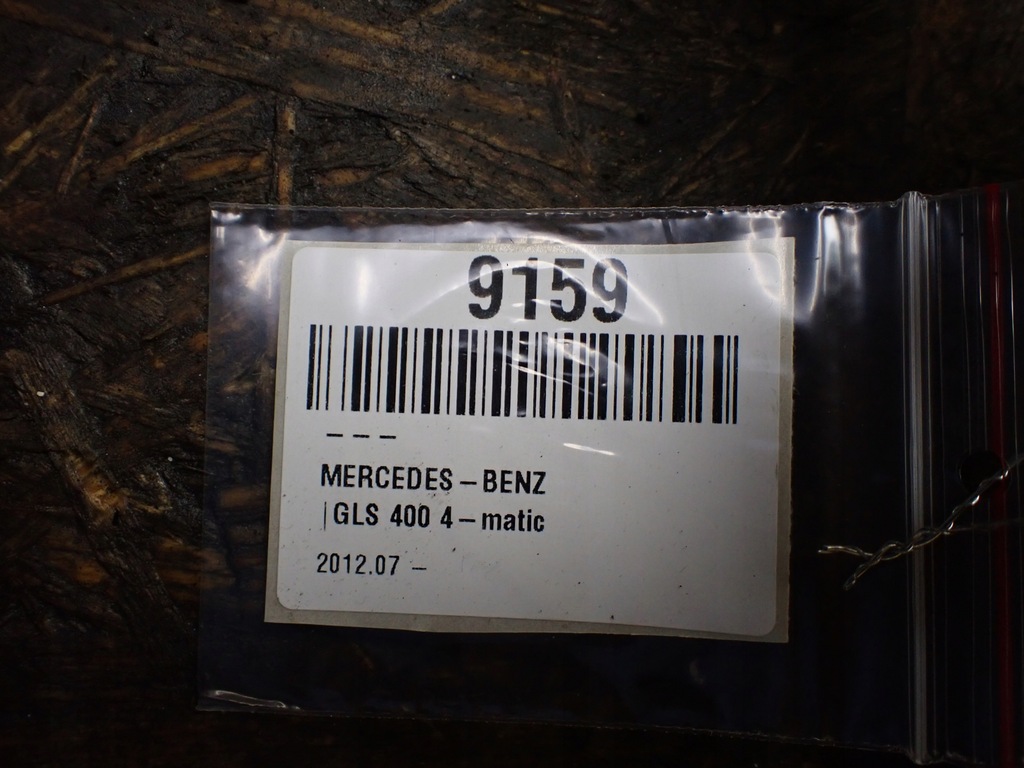 9159
– – –
MERCEDES – BENZ
|GLS 400 4 – matic
2012.07 –